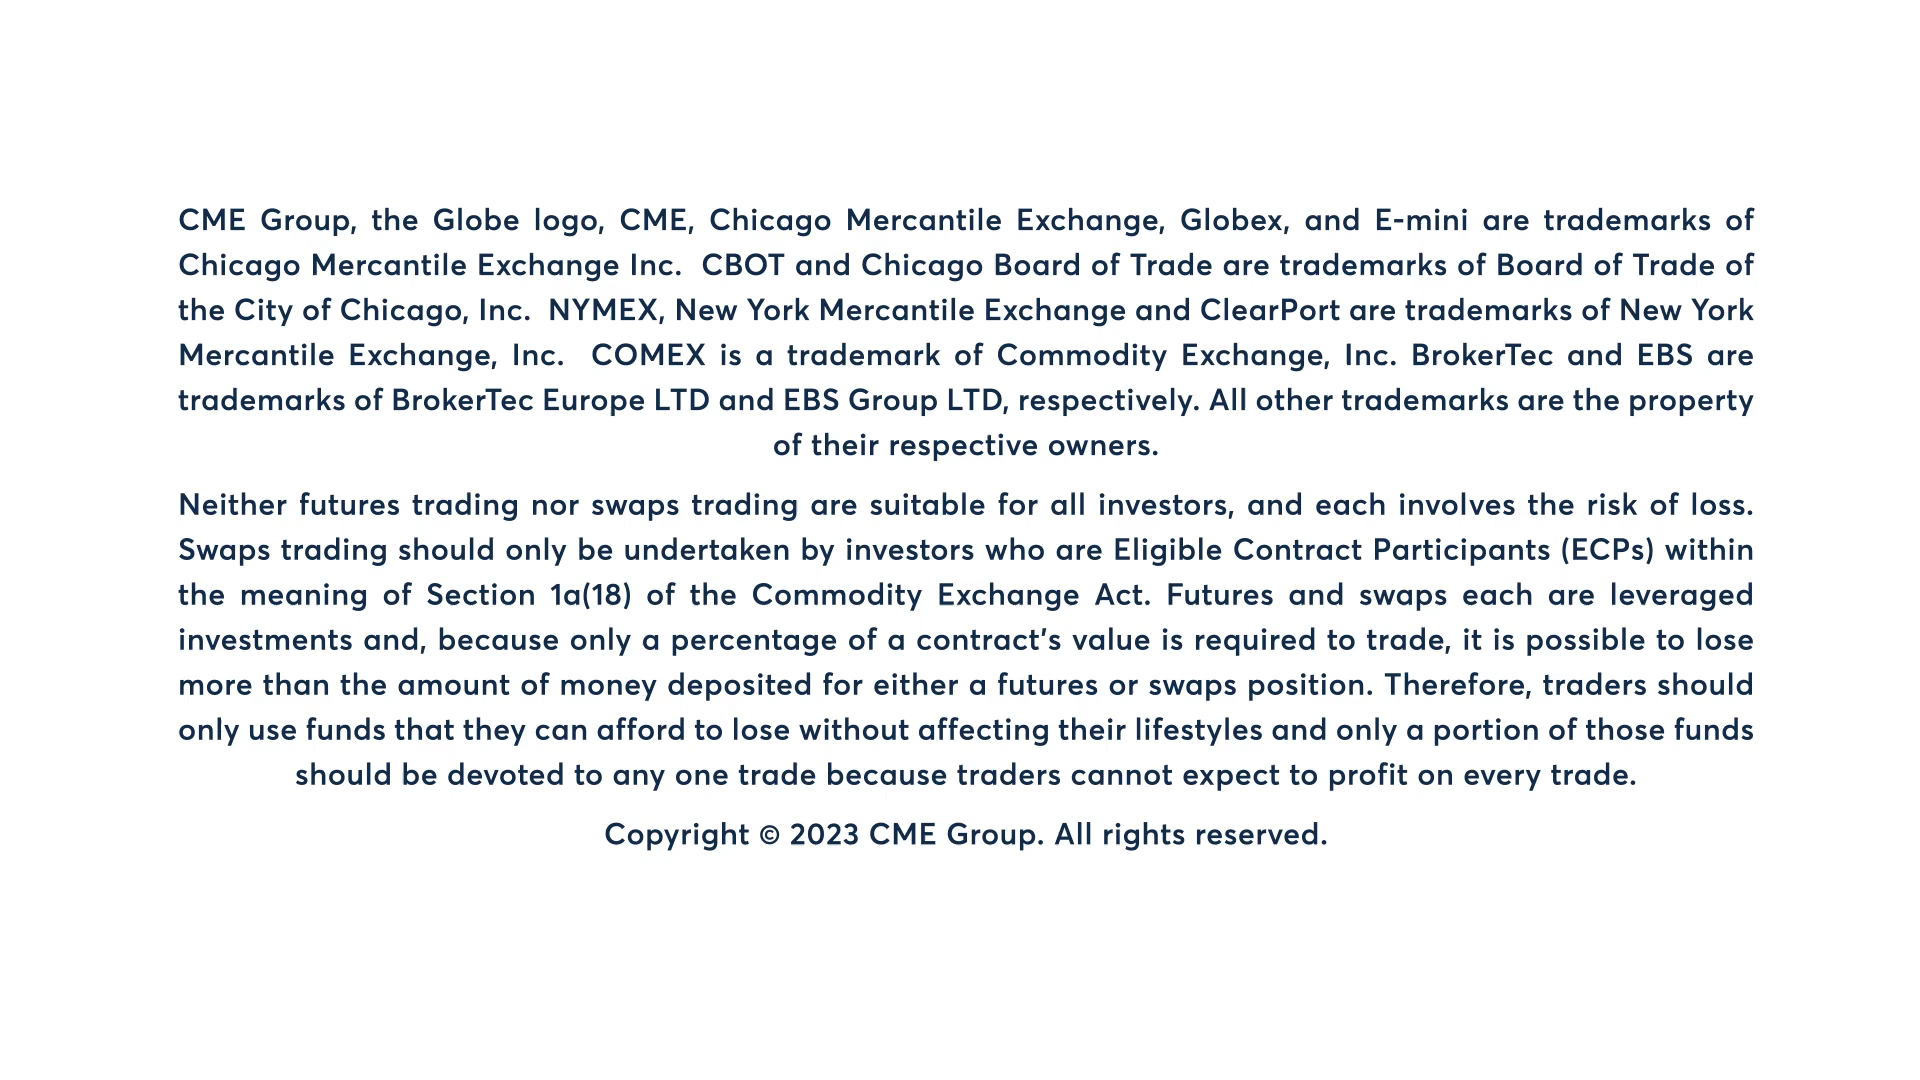 CME Group, the Globe logo, CME, Chicago Mercantile Exchange, Globex, and E-mini are trademarks of
Chicago Mercantile Exchange Inc.  CBOT and Chicago Board of Trade are trademarks of Board of Trade of
the City of Chicago, Inc.  NYMEX, New York Mercantile Exchange and ClearPort are trademarks of New York
Mercantile Exchange, Inc.  COMEX is a trademark of Commodity Exchange, Inc. BrokerTec and EBS are
trademarks of BrokerTec Europe LTD and EBS Group LTD, respectively. All other trademarks are the property
of their respective owners.
Neither futures trading nor swaps trading are suitable for all investors, and each involves the risk of loss.
Swaps trading should only be undertaken by investors who are Eligible Contract Participants (ECPs) within
the meaning of Section 1a(18) of the Commodity Exchange Act. Futures and swaps each are leveraged
investments and, because only a percentage of a contract’s value is required to trade, it is possible to lose
more than the amount of money deposited for either a futures or swaps position. Therefore, traders should
only use funds that they can afford to lose without affecting their lifestyles and only a portion of those funds
should be devoted to any one trade because traders cannot expect to profit on every trade.
Copyright © 2023 CME Group. All rights reserved.